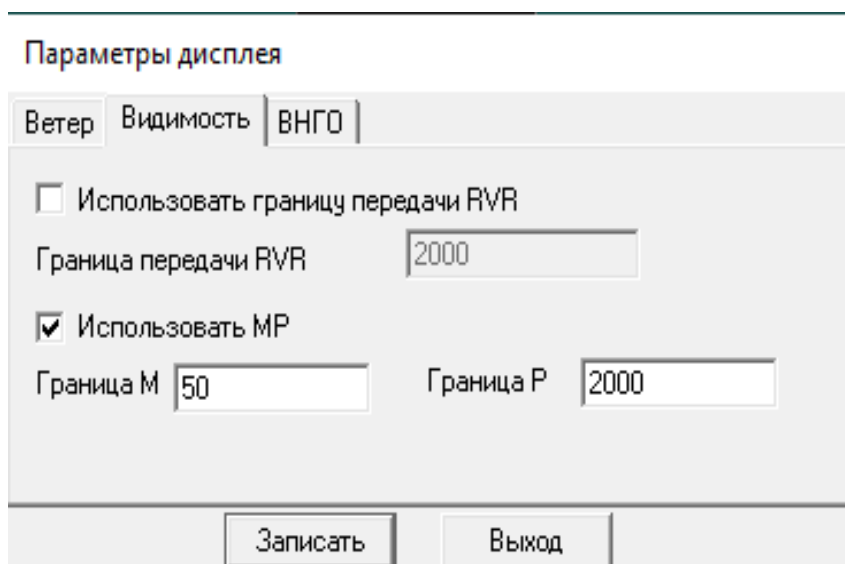 Параметры дисплея
Ветер Видимость ВНГО
Использовать границу передачи RVR
Граница передачи RVR 2000
Использовать МР
Граница М 50 Граница Р 2000
Записать Выход